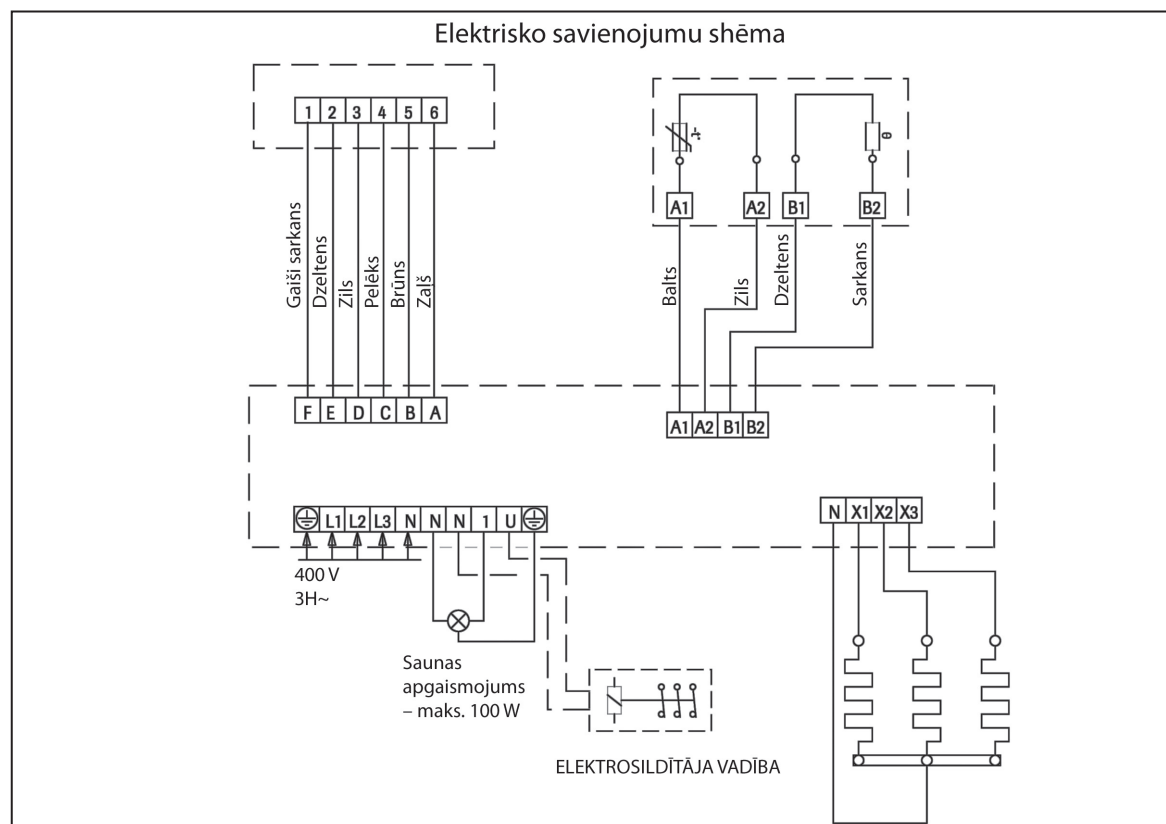 Elektrisko savienojumu shēma
1 2 3 4 5 6
Gaiši sarkans
Dzeltens
Zils
Pelēks
Brūns
Zaļš
F E D C B A
-t°
θ
A1 A2 B1 B2
Balts
Zils
Dzeltens
Sarkans
A1 A2 B1 B2
L1 L2 L3 N N N 1 U
400 V
3H~
Saunas
apgaismojums
– maks. 100 W
ELEKTROSILDĪTĀJA VADĪBA
N X1 X2 X3